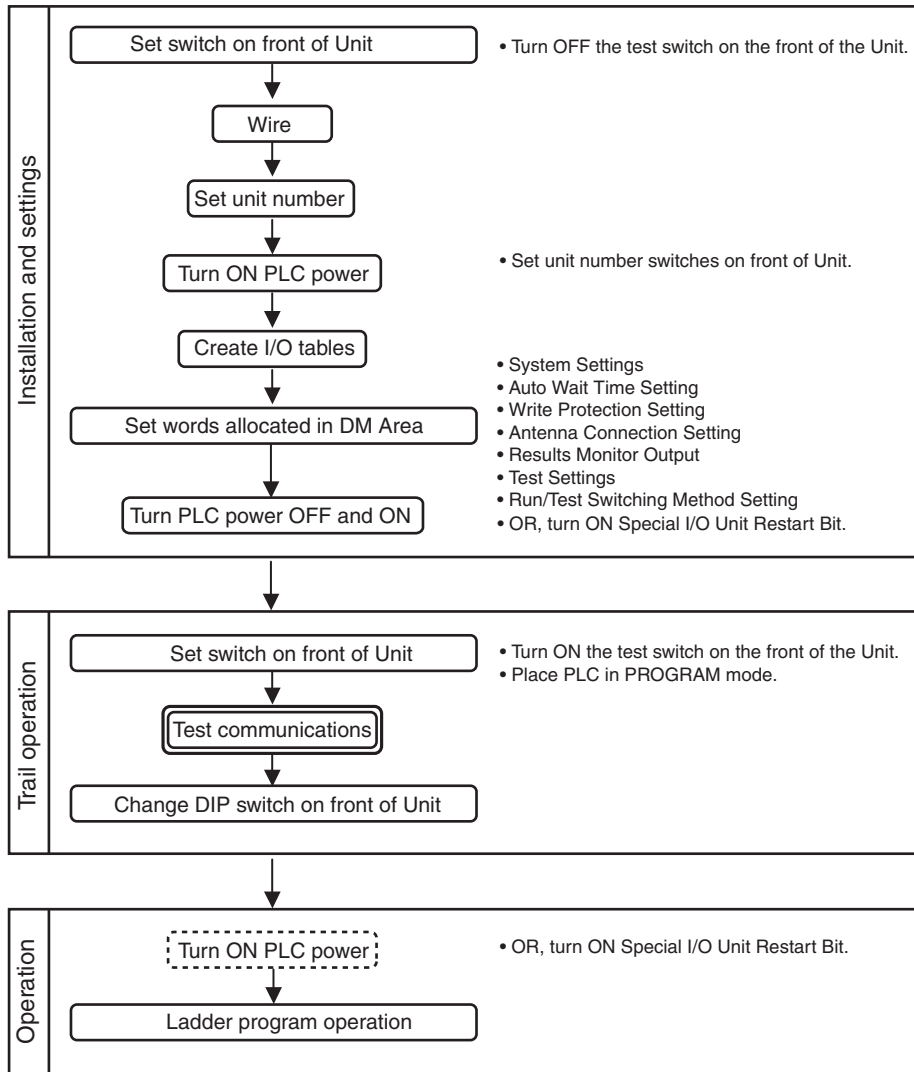 Installation and settings
Set switch on front of Unit
• Turn OFF the test switch on the front of the Unit.
Wire
Set unit number
Turn ON PLC power
• Set unit number switches on front of Unit.
Create I/O tables
Set words allocated in DM Area
• System Settings
• Auto Wait Time Setting
• Write Protection Setting
• Antenna Connection Setting
• Results Monitor Output
• Test Settings
• Run/Test Switching Method Setting
Turn PLC power OFF and ON
• OR, turn ON Special I/O Unit Restart Bit.
Trail operation
Set switch on front of Unit
• Turn ON the test switch on the front of the Unit.
• Place PLC in PROGRAM mode.
Test communications
Change DIP switch on front of Unit
Operation
Turn ON PLC power
• OR, turn ON Special I/O Unit Restart Bit.
Ladder program operation